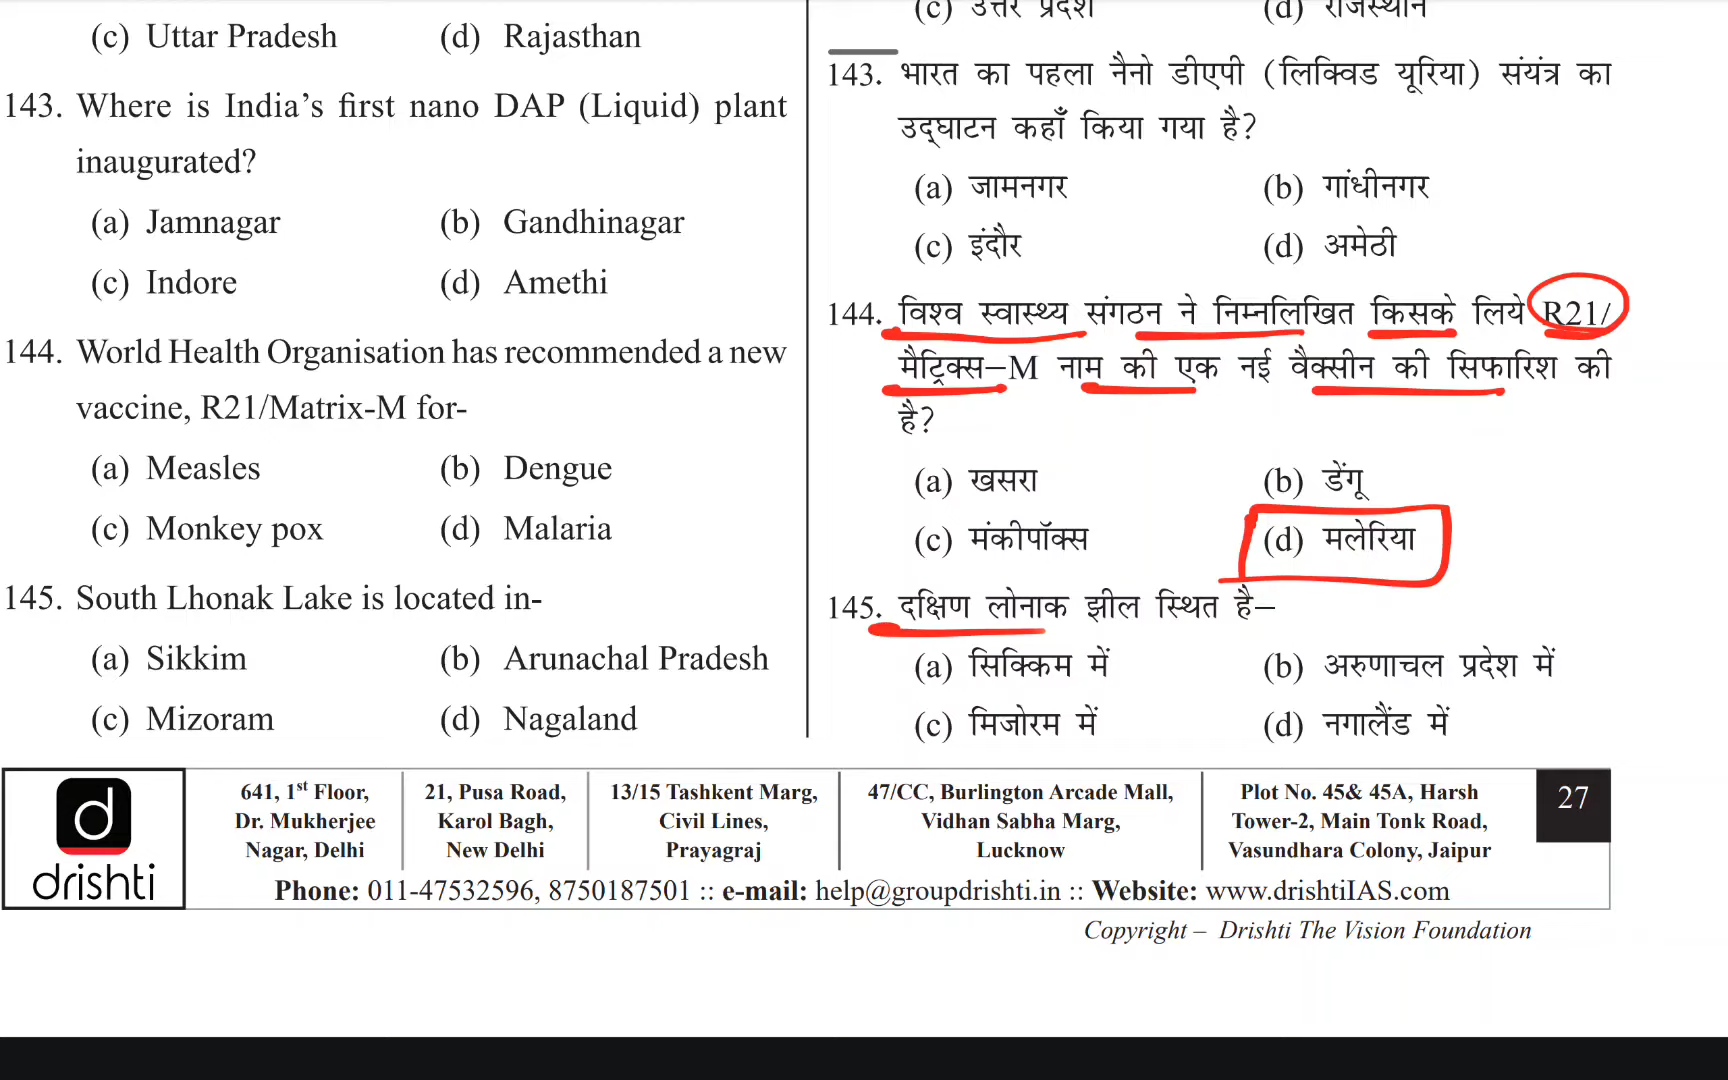 (c) Uttar Pradesh (d) Rajasthan
143. Where is India’s first nano DAP (Liquid) plant
inaugurated?
(a) Jamnagar (b) Gandhinagar
(c) Indore (d) Amethi
144. World Health Organisation has recommended a new
vaccine, R21/Matrix-M for-
(a) Measles (b) Dengue
(c) Monkey pox (d) Malaria
145. South Lhonak Lake is located in-
(a) Sikkim (b) Arunachal Pradesh
(c) Mizoram (d) Nagaland
(c) उत्तर प्रदेश (d) राजस्थान
143. भारत का पहला नैनो डीएपी (लिक्विड यूरिया) संयंत्र का
उद्घाटन कहाँ किया गया है?
(a) जामनगर (b) गांधीनगर
(c) इंदौर (d) अमेठी
144. विश्व स्वास्थ्य संगठन ने निम्नलिखित किसके लिये R21/
मैट्रिक्स–M नाम की एक नई वैक्सीन की सिफारिश की
है?
(a) खसरा (b) डेंगू
(c) मंकीपॉक्स (d) मलेरिया
145. दक्षिण लोनाक झील स्थित है–
(a) सिक्किम में (b) अरुणाचल प्रदेश में
(c) मिजोरम में (d) नगालैंड में
d
drishti
641, 1st Floor,
Dr. Mukherjee
Nagar, Delhi
21, Pusa Road,
Karol Bagh,
New Delhi
13/15 Tashkent Marg,
Civil Lines,
Prayagraj
47/CC, Burlington Arcade Mall,
Vidhan Sabha Marg,
Lucknow
Plot No. 45& 45A, Harsh
Tower-2, Main Tonk Road,
Vasundhara Colony, Jaipur
27
Phone: 011-47532596, 8750187501 :: e-mail: help@groupdrishti.in :: Website: www.drishtiIAS.com
Copyright – Drishti The Vision Foundation